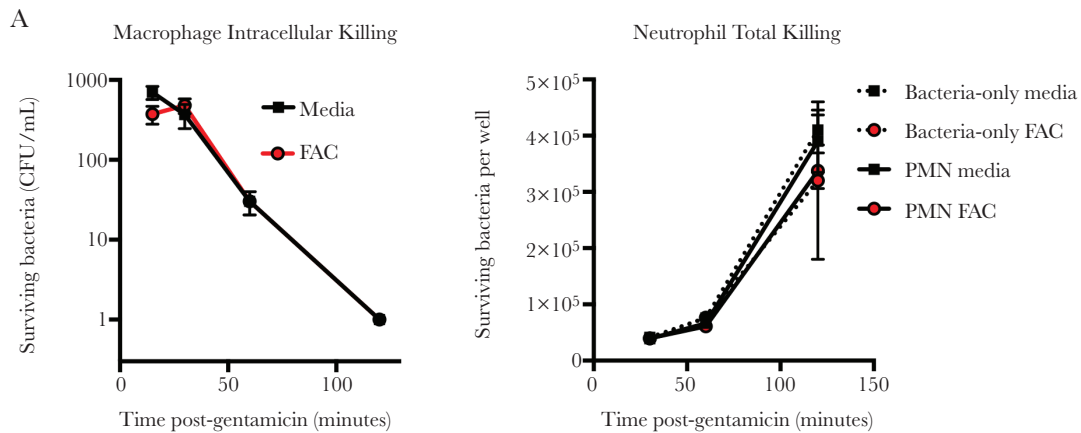 A
Macrophage Intracellular Killing
Surviving bacteria (CFU/mL)
1000
100
10
1
0
50
100
Time post-gentamicin (minutes)
Media
FAC
Neutrophil Total Killing
Surviving bacteria per well
5×10⁵
4×10⁵
3×10⁵
2×10⁵
1×10⁵
0
0
50
100
150
Time post-gentamicin (minutes)
Bacteria-only media
Bacteria-only FAC
PMN media
PMN FAC